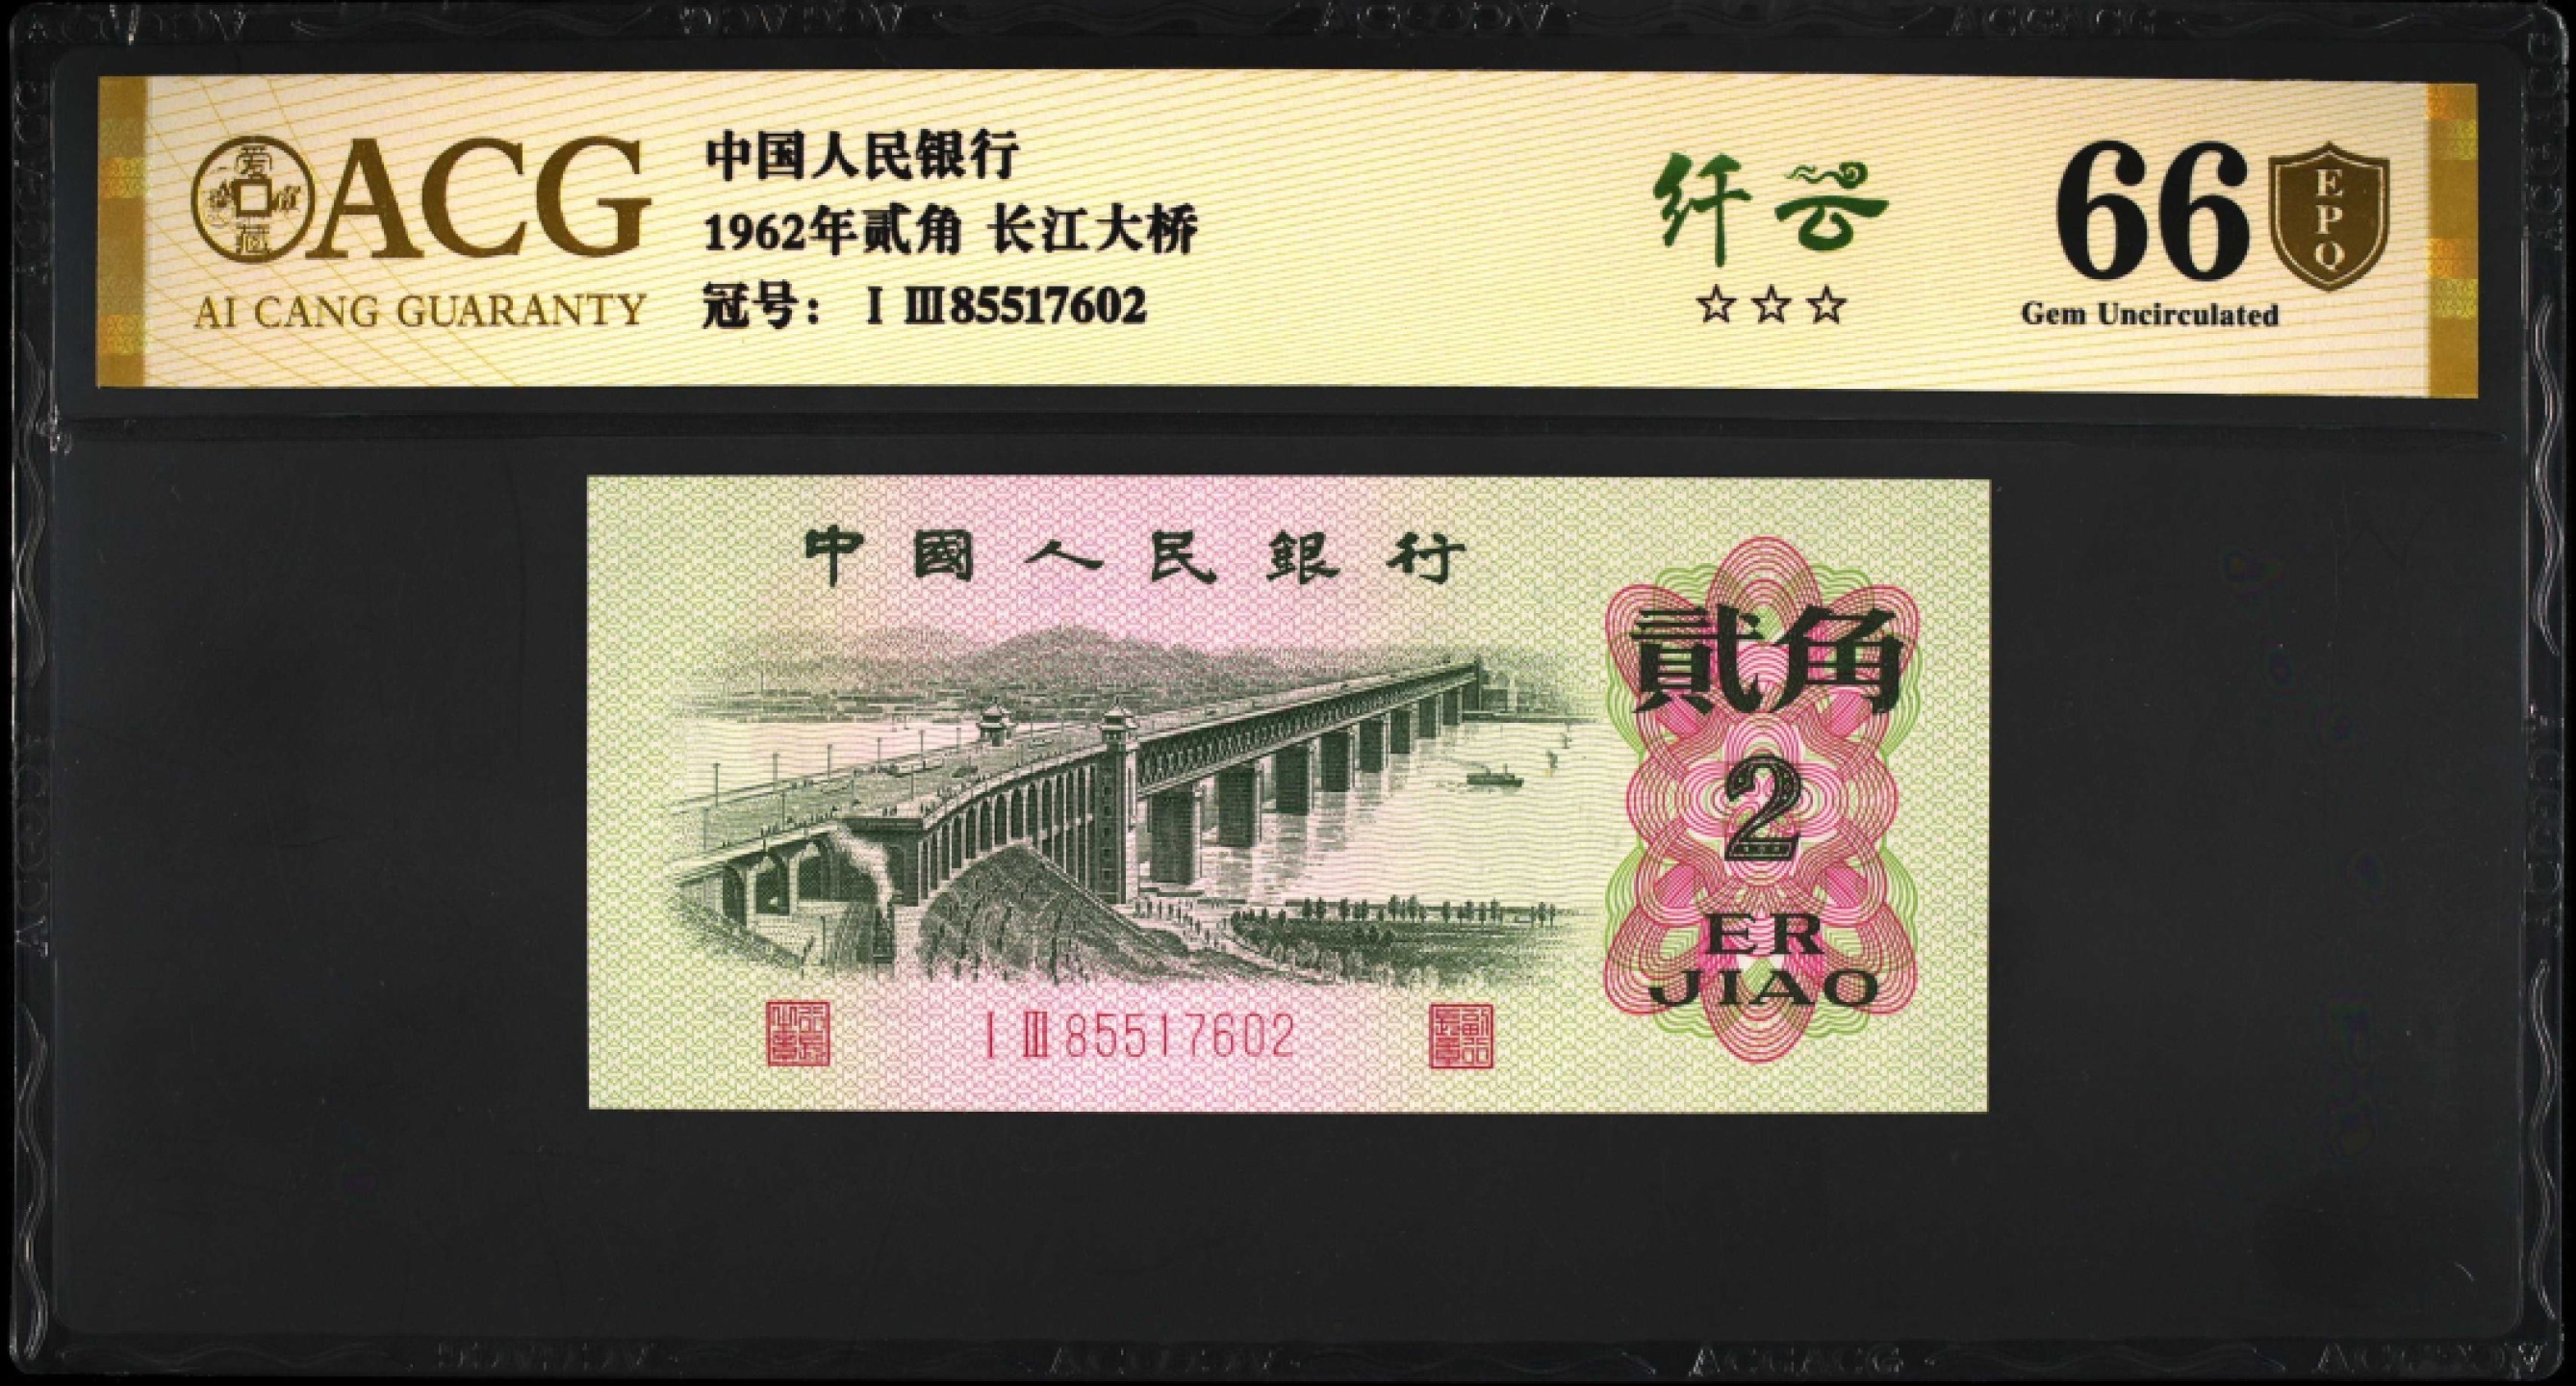 爱藏
ACG
AI CANG GUARANTY
中国人民银行
1962年贰角 长江大桥
冠号： I III85517602
纤云
☆☆☆
66
EPQ
Gem Uncirculated
中國人民銀行
貳角
2
ER
JIAO
I III 85517602